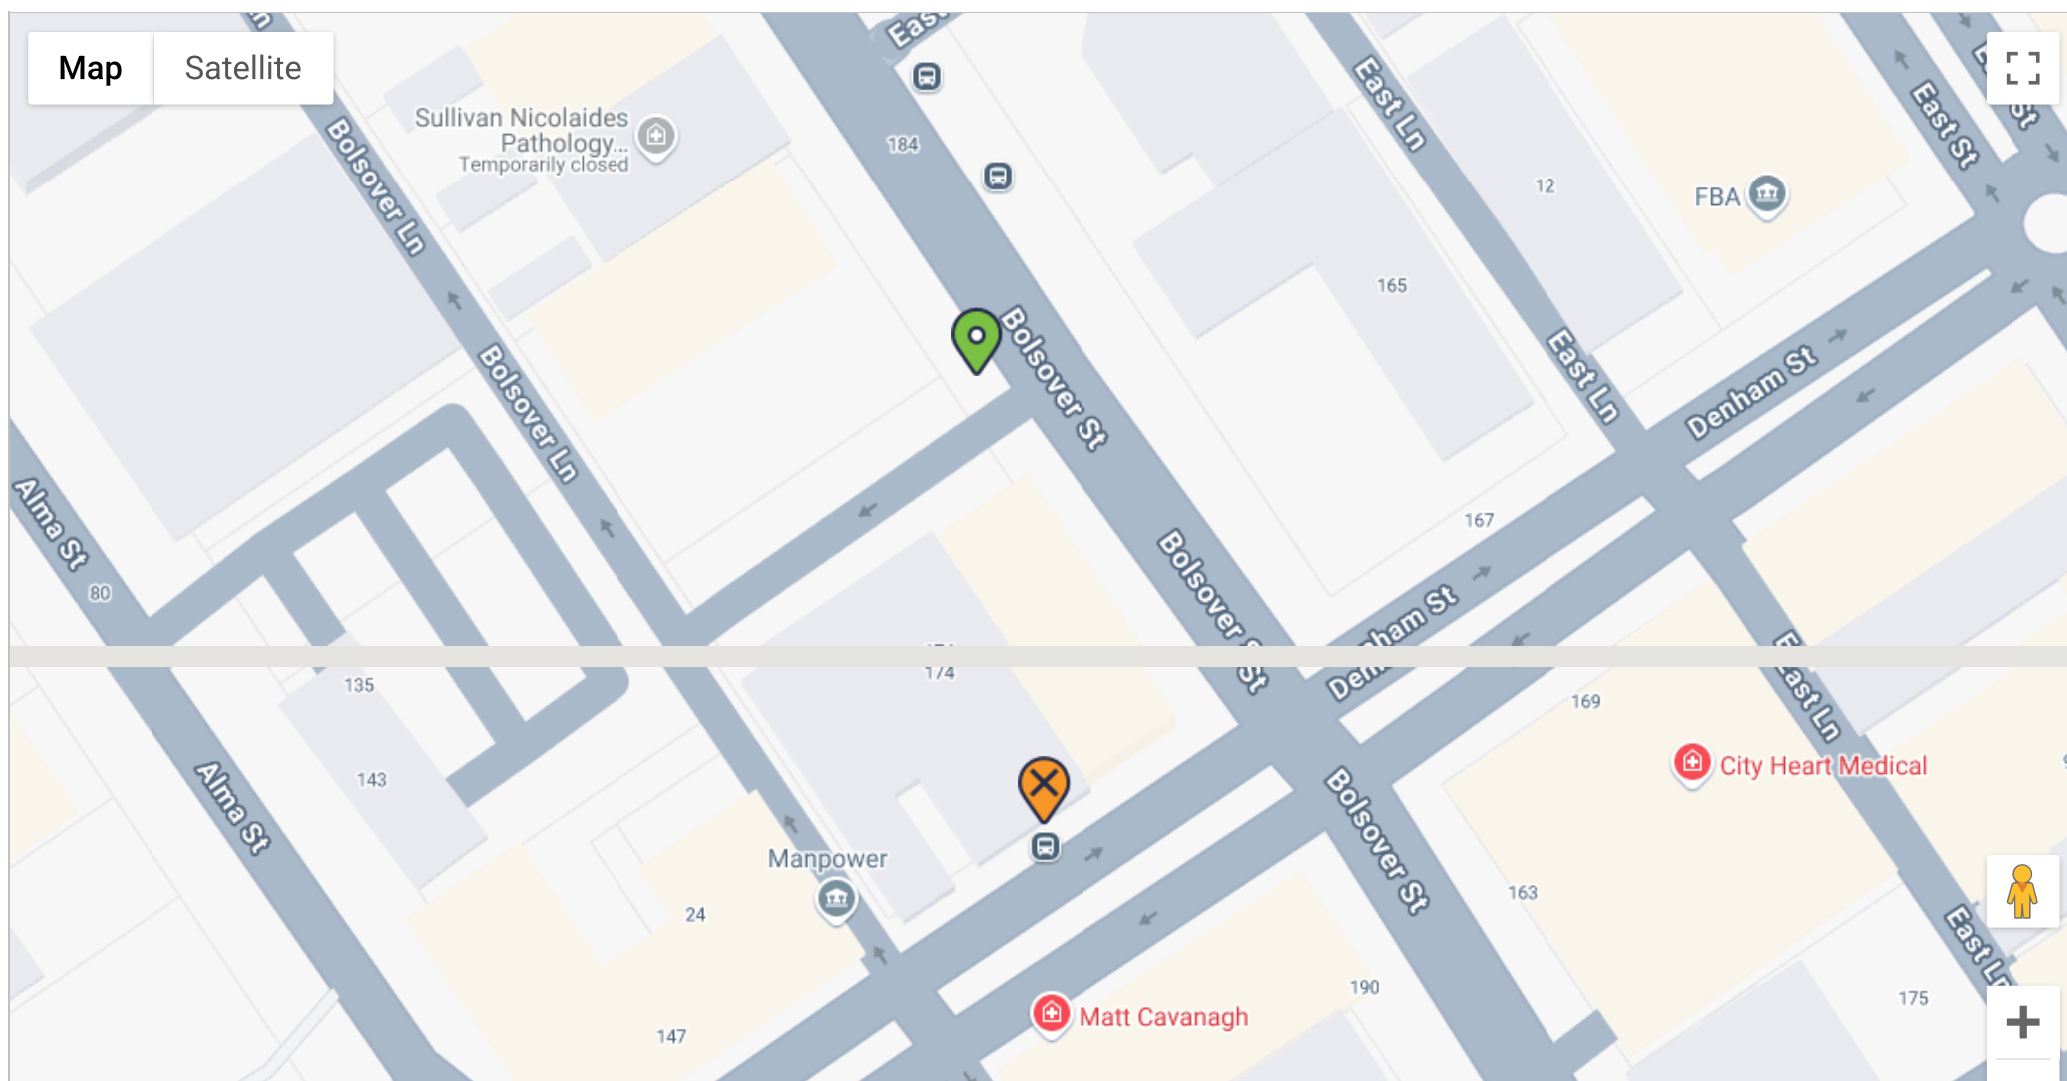 Map
Satellite
East
East Ln
East St
Sullivan Nicolaides
Pathology...
Temporarily closed
Bolsover Ln
184
12
FBA
165
Bolsover St
East Ln
Denham St
Bolsover Ln
Alma St
80
167
Bolsover St
Denham St
174
135
169
East Ln
City Heart Medical
143
Alma St
Bolsover St
Manpower
163
24
East Ln
190
175
Matt Cavanagh
147